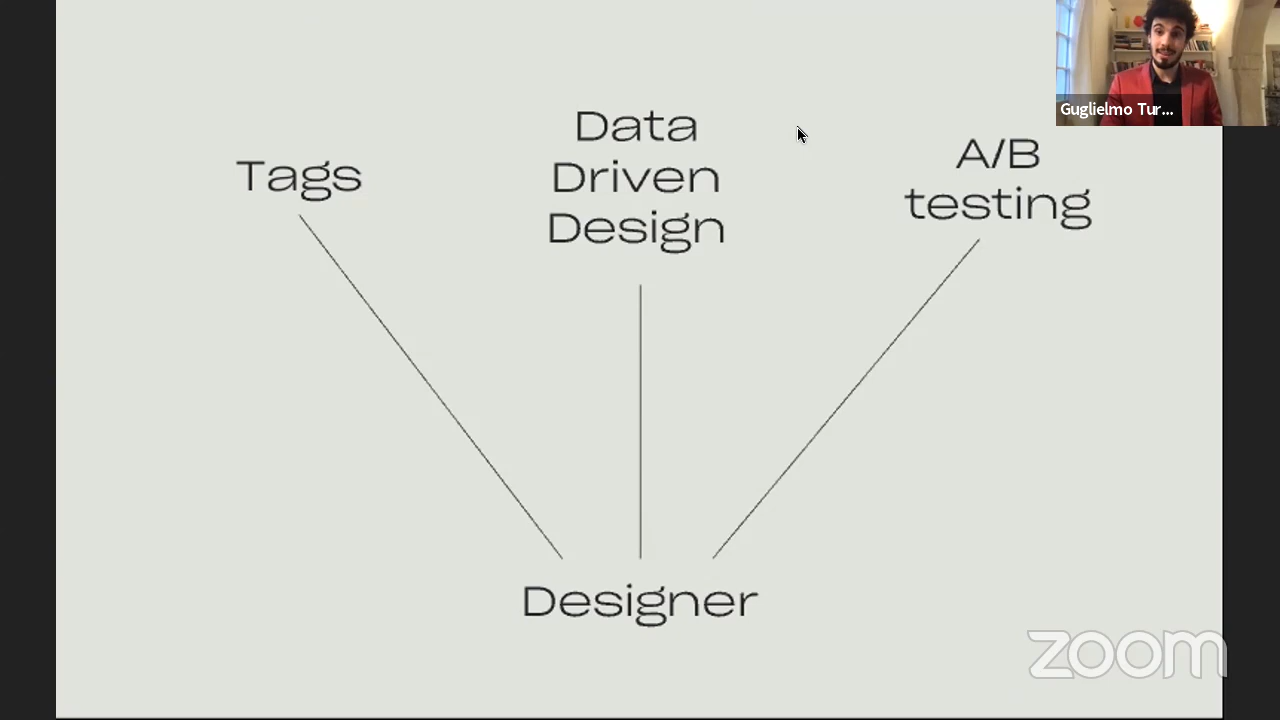 Tags
Data
Driven
Design
A/B
testing
Designer
Guglielmo Tur...
zoom